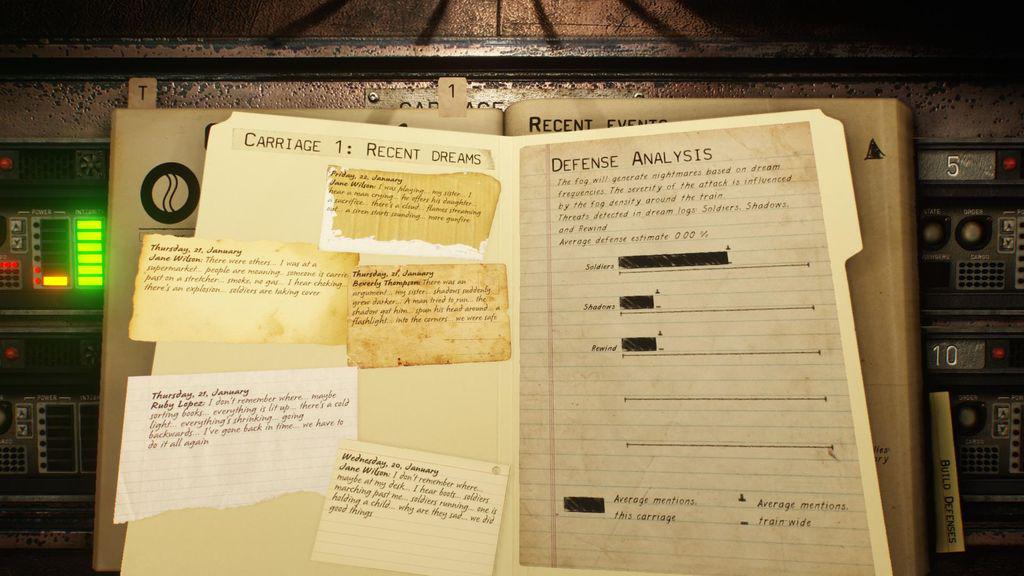 T
1
CARRIAGE
RECENT EVENTS
CARRIAGE 1: RECENT DREAMS
Friday, 22, January
Jane Wilson: I was playing... my sister... I
hear a man crying... he offers his daughter...
a sacrifice... there's a cloud... flames streaming
out... a siren starts sounding... more gunfire
Thursday, 21, January
Jane Wilson: There were others... I was at a
supermarket... people are moaning... someone is carrie
past on a stretcher... smoke, no gas... I hear choking
there's an explosion... soldiers are taking cover
Thursday, 21, January
Beverly Thompson: There was an
argument... my sister... shadows suddenly
grew darker... A man tried to run... the
shadow got him... spun his head around... a
flashlight... into the corners... we were safe
Thursday, 21, January
Ruby Lopez: I don't remember where... maybe
sorting books... everything is lit up... there's a cold
light... everything's shrinking... going
backwards... I've gone back in time... we have to
do it all again
Wednesday, 20, January
Jane Wilson: I don't remember where...
maybe at my desk... I hear boots... soldiers
marching past me... soldiers running... one is
holding a child... why are they sad... we did
good things
DEFENSE ANALYSIS
The fog will generate nightmares based on dream
frequencies. The severity of the attack is influenced
by the fog density around the train.
Threats detected in dream logs: Soldiers, Shadows,
and Rewind
Average defense estimate 0.00 %
Soldiers
Shadows
Rewind
Average mentions,
this carriage
Average mentions,
train wide
POWER
POWER
5
STATE
ORDER
CARGO
10
CARGO
BUILD DEFENSES